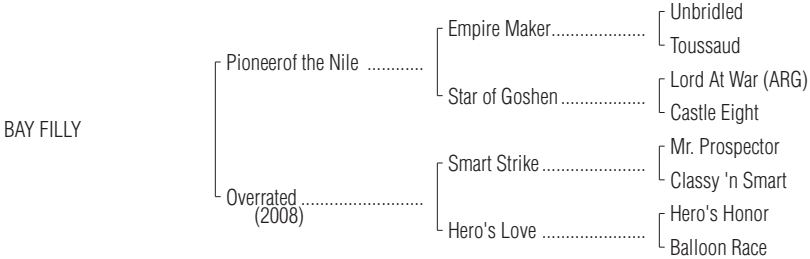 Unbridled
Empire Maker.....................
Toussaud
Pioneerof the Nile ............
Lord At War (ARG)
Star of Goshen...................
Castle Eight
BAY FILLY
Mr. Prospector
Smart Strike.......................
Classy 'n Smart
Overrated...........................
(2008)
Hero's Honor
Hero's Love .......................
Balloon Race